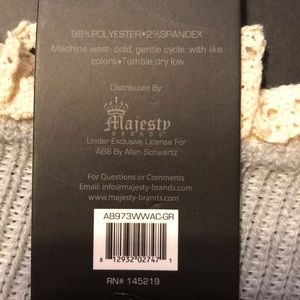 98%POLYESTER•2%SPANDEX
Machine wash cold, gentle cycle, with like
colors•Tumble dry low
Distributed By
Majesty
BRANDS
Under Exclusive License For
ABS By Allen Schwartz
For Questions or Comments
Email: info@majesty-brands.com
majesty-brands.com
AB973WWAC-GR
8 12932 02747 1
RN# 145219